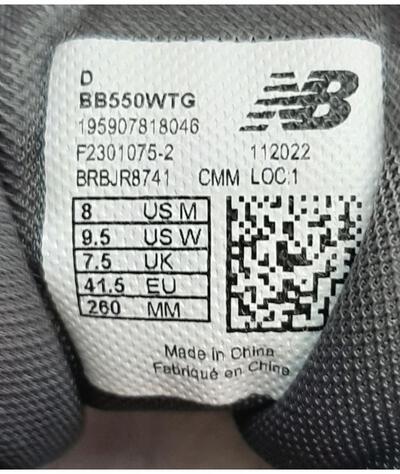 D
BB550WTG
NB
195907818046
F2301075-2 112022
BRBJR8741 CMM LOC:1
8 US M
9.5 US W
7.5 UK
41.5 EU
260 MM
Made in China
Fabriqué en Chine